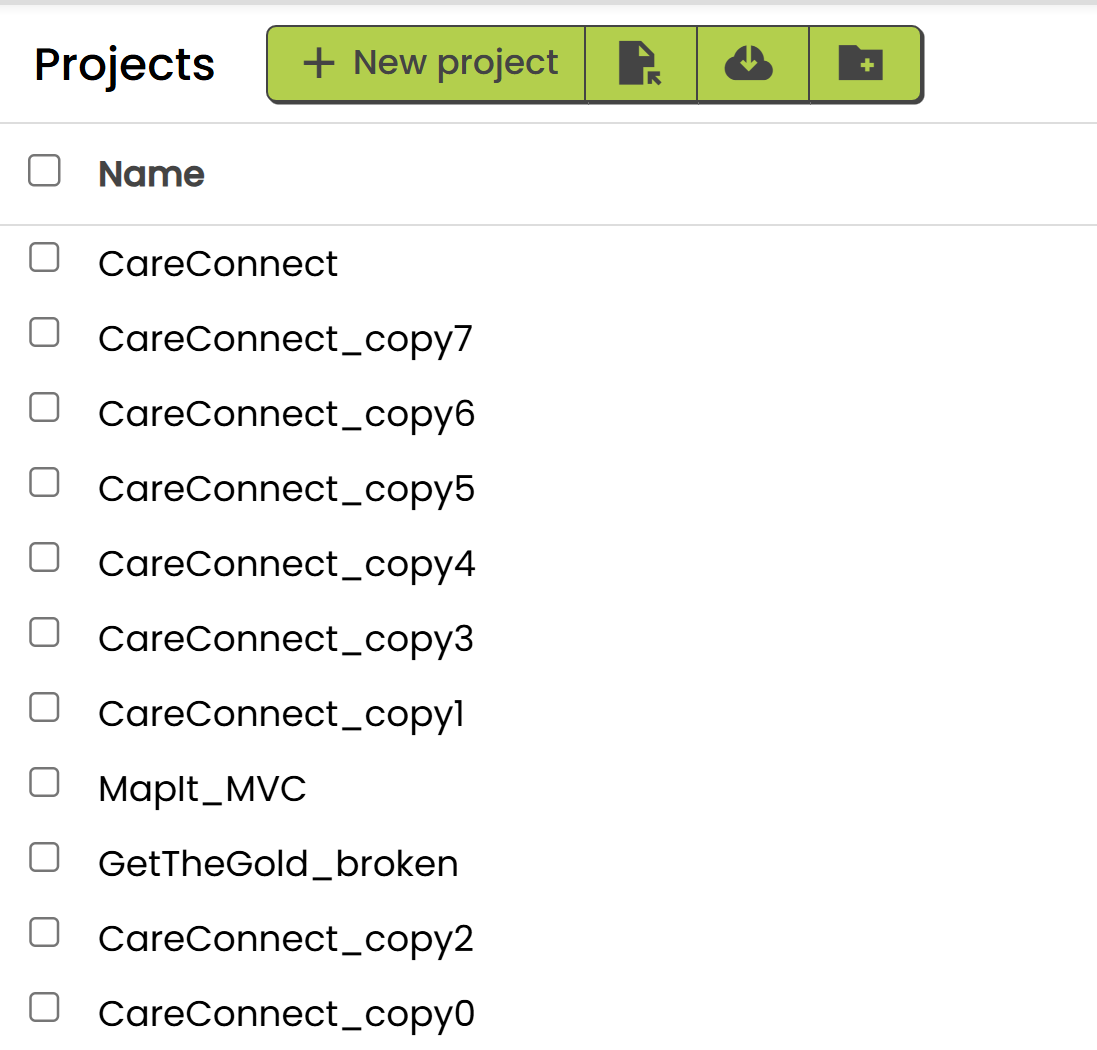 Projects
+ New project
Name
CareConnect
CareConnect_copy7
CareConnect_copy6
CareConnect_copy5
CareConnect_copy4
CareConnect_copy3
CareConnect_copy1
MapIt_MVC
GetTheGold_broken
CareConnect_copy2
CareConnect_copy0